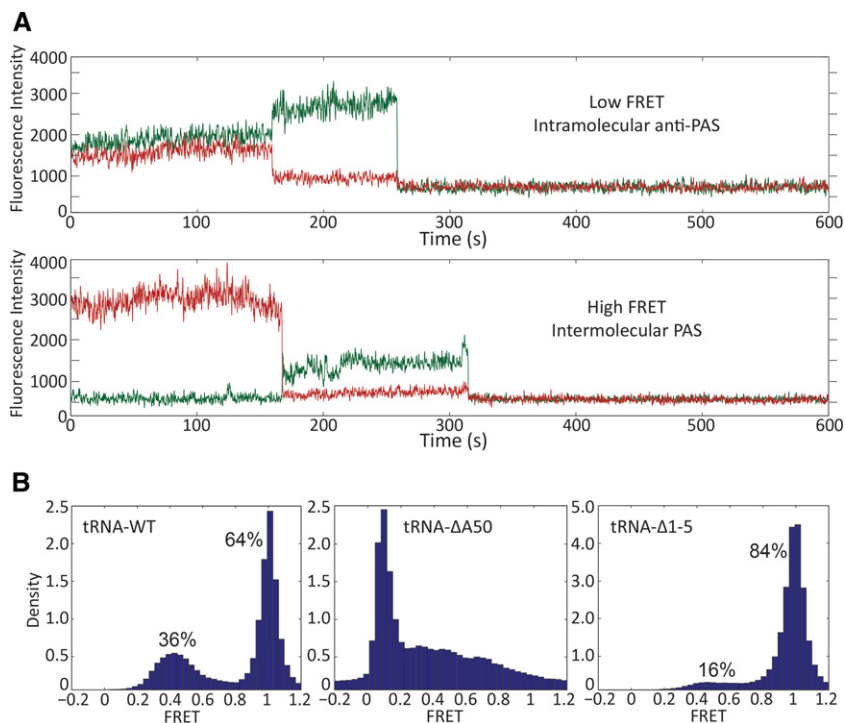 A
Fluorescence Intensity
4000
3000
2000
1000
0
Low FRET
Intramolecular anti-PAS
0 100 200 300 400 500 600
Time (s)
Fluorescence Intensity
4000
3000
2000
1000
0
High FRET
Intermolecular PAS
0 100 200 300 400 500 600
Time (s)
B
Density
2.5
2.0
1.5
1.0
0.5
0
tRNA-WT
64%
36%
−0.2 0 0.2 0.4 0.6 0.8 1 1.2
FRET
2.5
2.0
1.5
1.0
0.5
0
tRNA-ΔA50
−0.2 0 0.2 0.4 0.6 0.8 1 1.2
FRET
5.0
4.0
3.0
2.0
1.0
0
tRNA-Δ1-5
84%
16%
−0.2 0 0.2 0.4 0.6 0.8 1 1.2
FRET